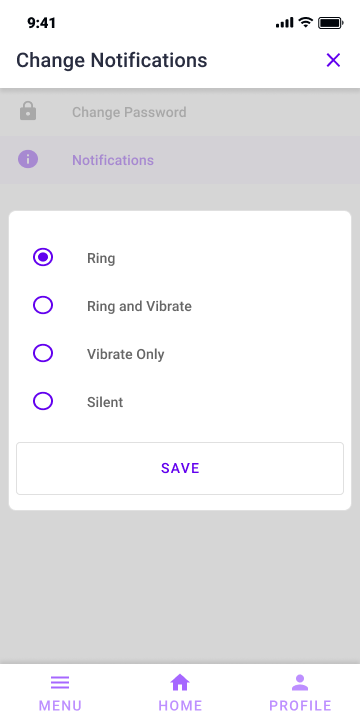 9:41
Change Notifications
Change Password
Notifications
Ring
Ring and Vibrate
Vibrate Only
Silent
SAVE
MENU HOME PROFILE